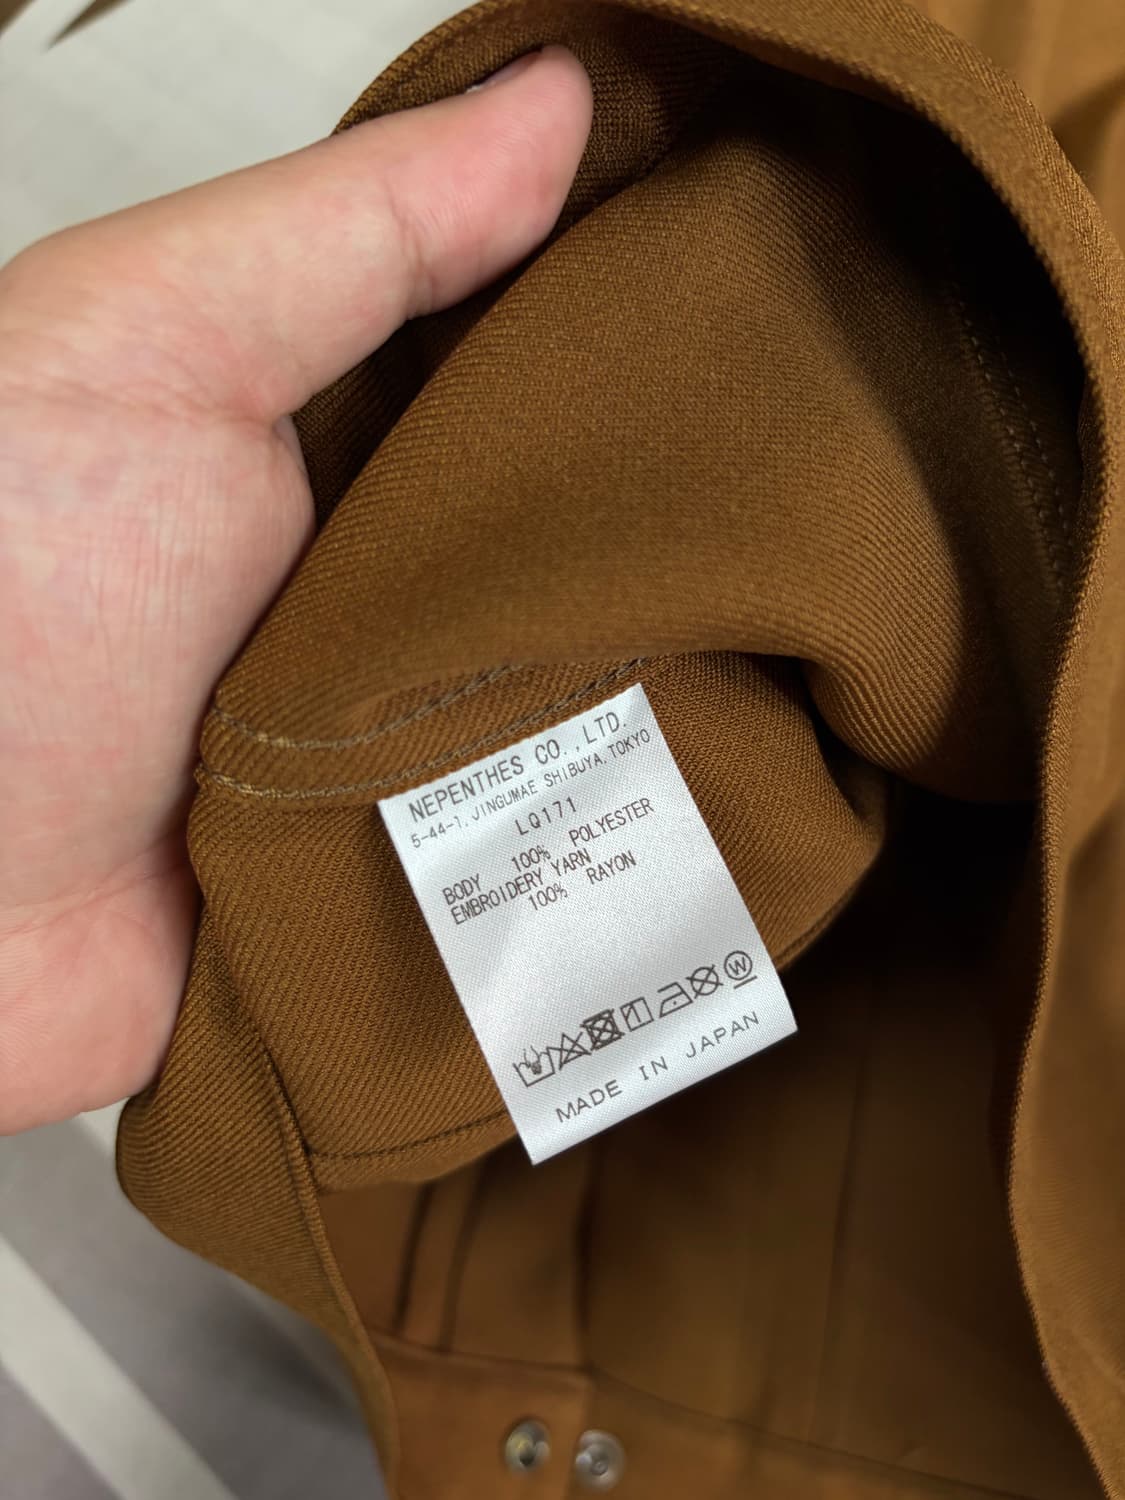 NEPENTHES CO.,LTD.
5-44-1, JINGUMAE SHIBUYA, TOKYO
LQ171
BODY 100% POLYESTER
EMBROIDERY YARN
100% RAYON
W
MADE IN JAPAN